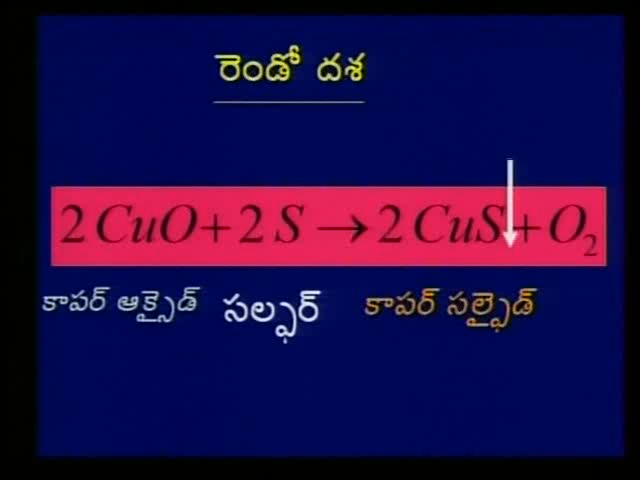 రెండో దశ
2 CuO + 2 S → 2 CuS↓ + O₂
కాపర్ ఆక్సైడ్ సల్ఫర్ కాపర్ సల్ఫైడ్